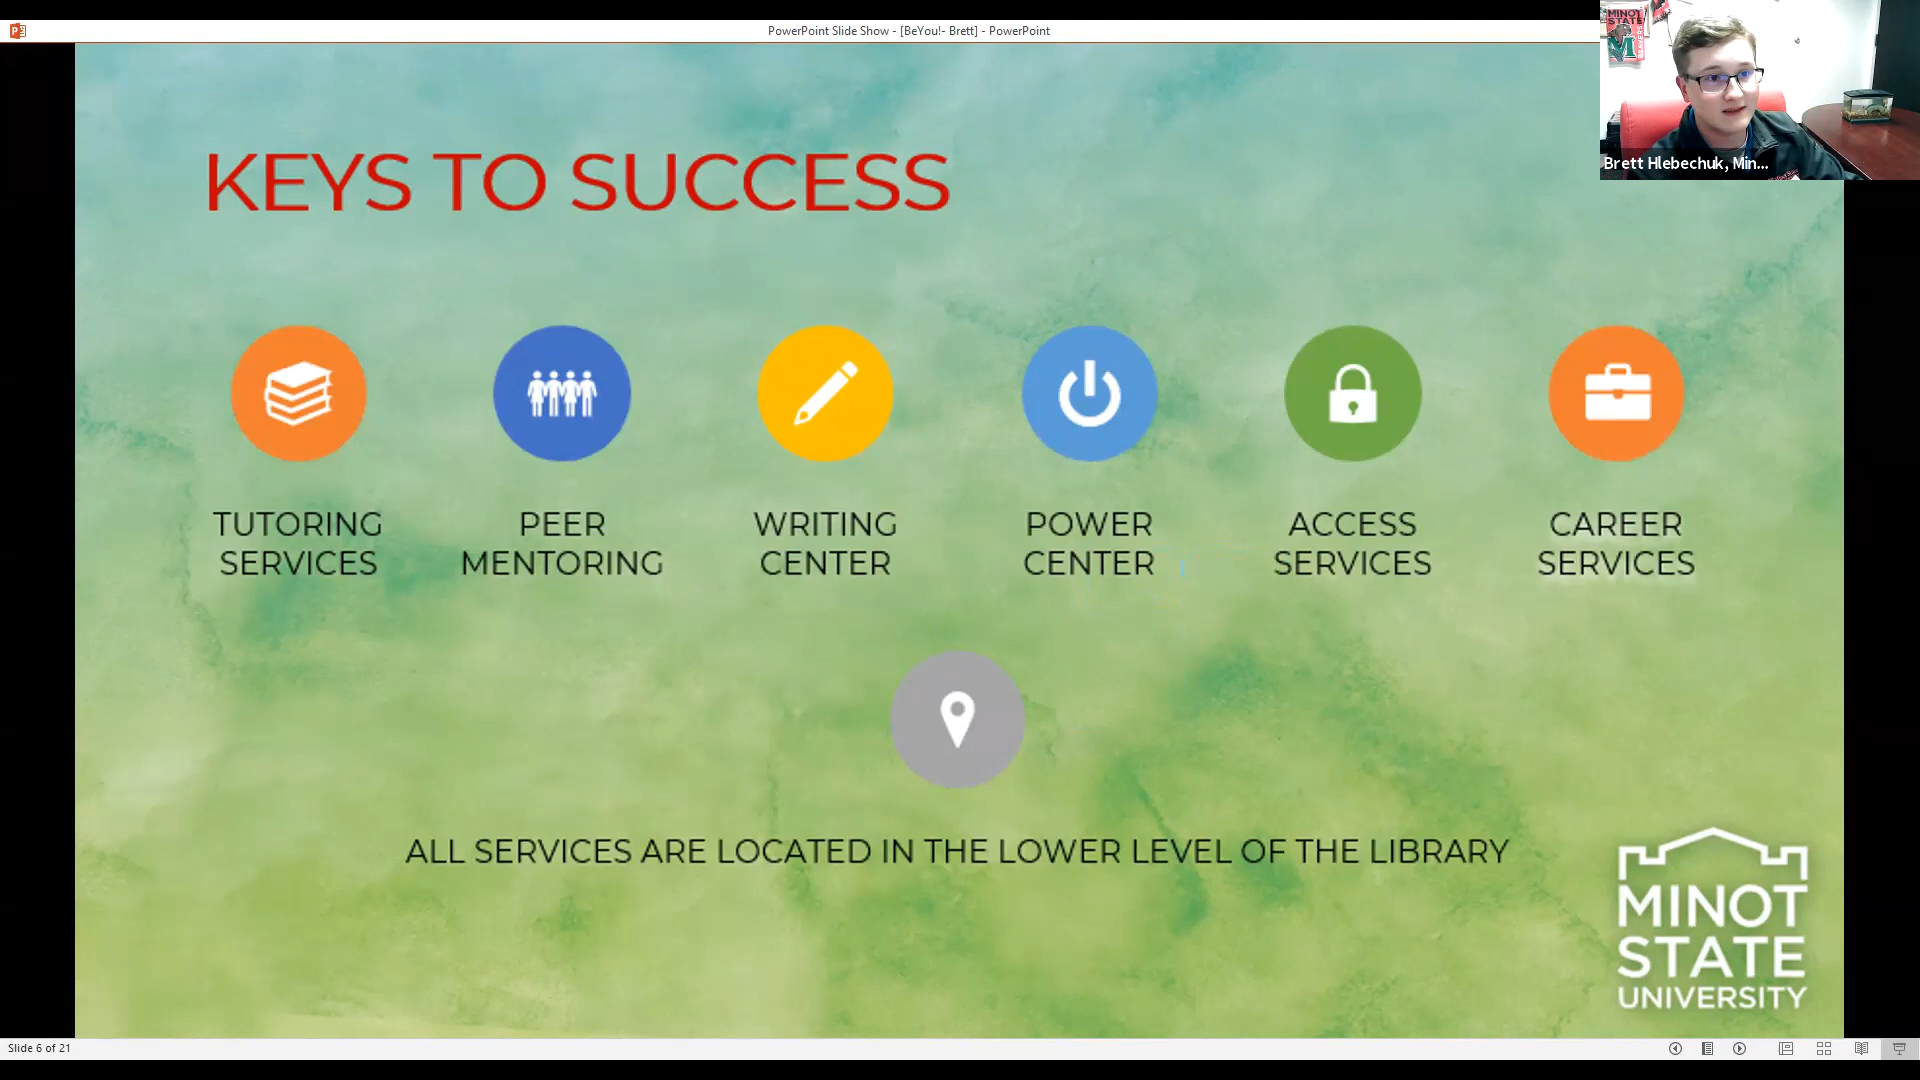 PowerPoint Slide Show - [BeYou!- Brett] - PowerPoint
MINOT
STATE
M
Brett Hlebechuk, Min...
KEYS TO SUCCESS
TUTORING
SERVICES
PEER
MENTORING
WRITING
CENTER
POWER
CENTER
ACCESS
SERVICES
CAREER
SERVICES
ALL SERVICES ARE LOCATED IN THE LOWER LEVEL OF THE LIBRARY
MINOT
STATE
UNIVERSITY
Slide 6 of 21